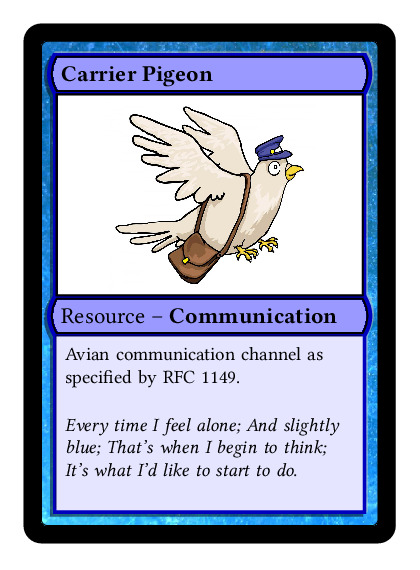 Carrier Pigeon
Resource – Communication
Avian communication channel as
specified by RFC 1149.
Every time I feel alone; And slightly
blue; That's when I begin to think;
It's what I'd like to start to do.